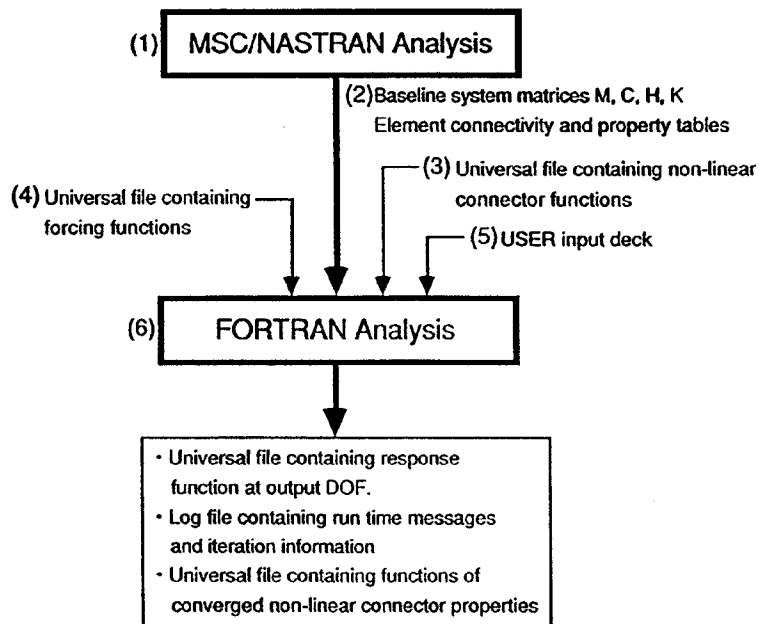 (1) MSC/NASTRAN Analysis
(2) Baseline system matrices M, C, H, K
Element connectivity and property tables
(3) Universal file containing non-linear
connector functions
(4) Universal file containing
forcing functions
(5) USER input deck
(6) FORTRAN Analysis
· Universal file containing response
function at output DOF.
· Log file containing run time messages
and iteration information
· Universal file containing functions of
converged non-linear connector properties